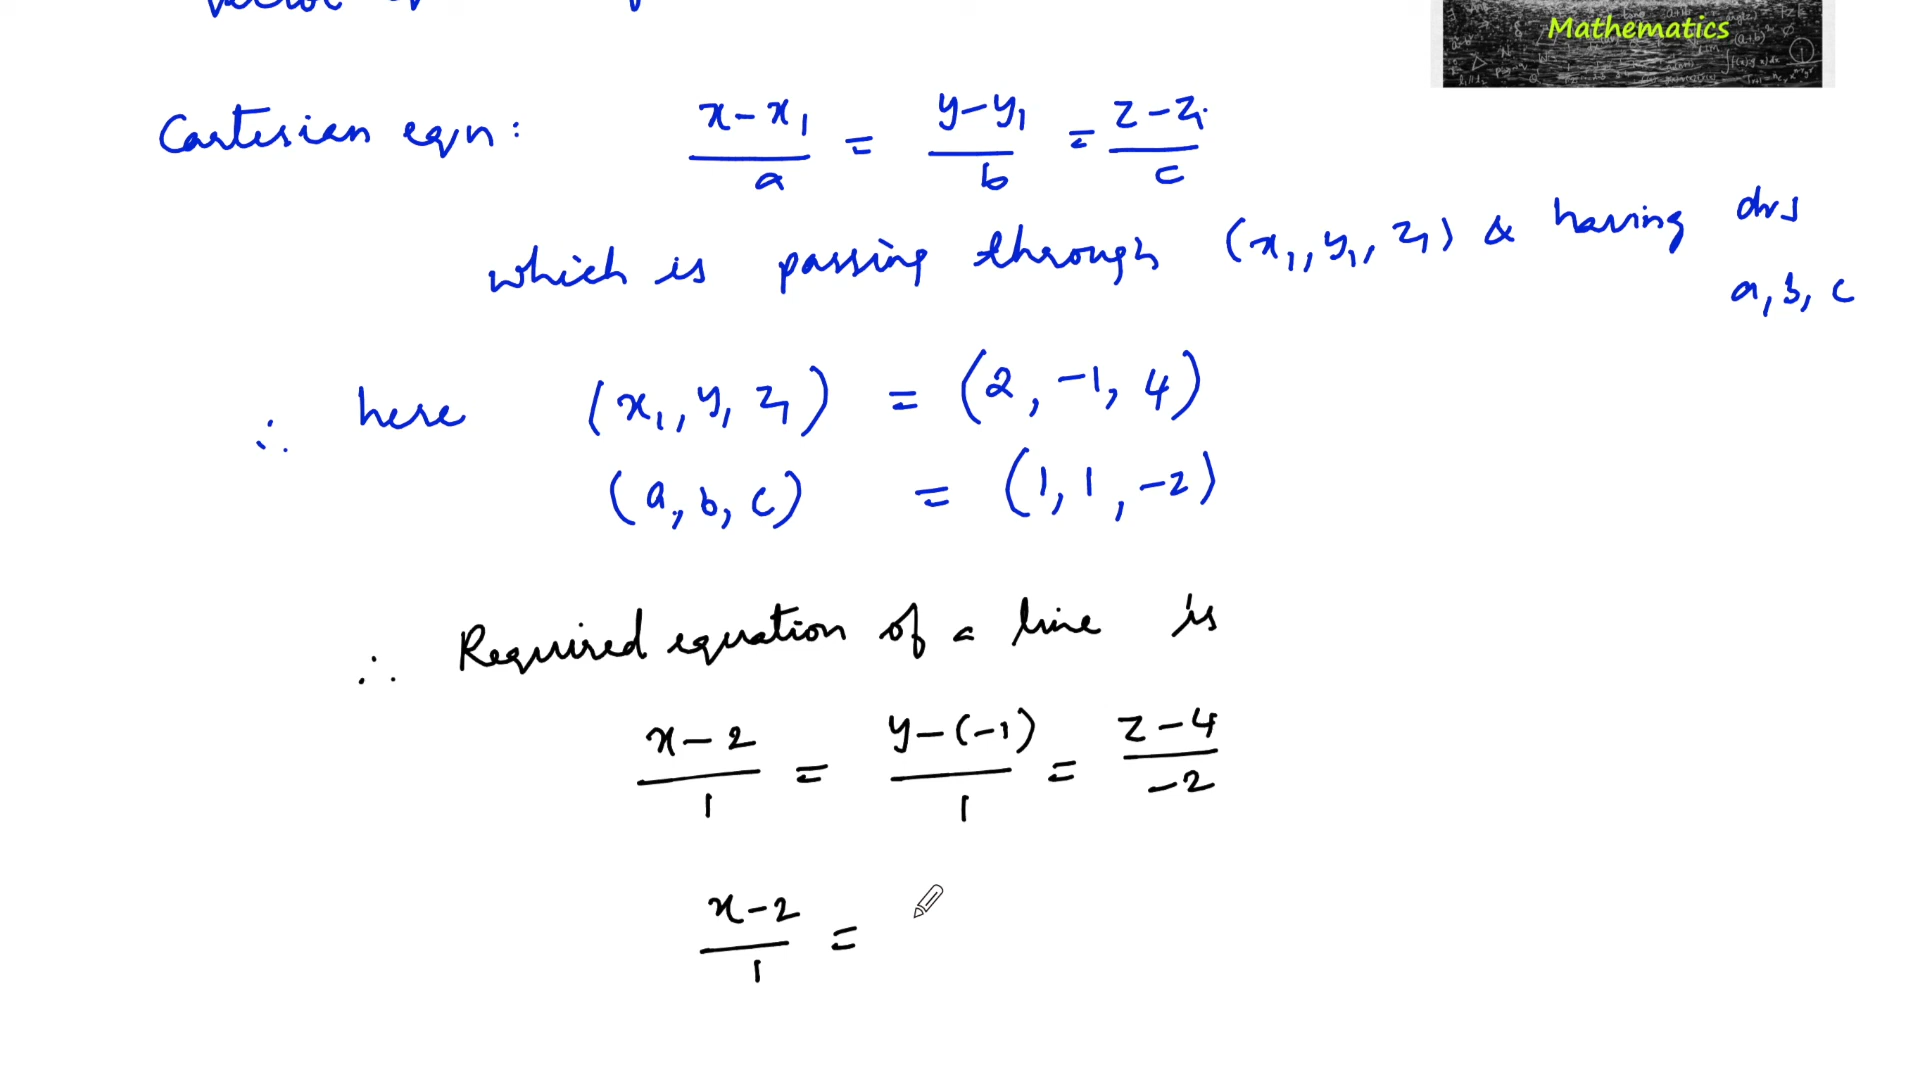 Mathematics
Cartesian eqn: x-x₁/a = y-y₁/b = z-z₁/c
which is passing through (x₁, y₁, z₁) & having drs
a, b, c
∴ here (x₁, y₁ z₁) = (2, -1, 4)
(a, b, c) = (1, 1, -2)
∴ Required equation of a line is
x-2/1 = y-(-1)/1 = z-4/-2
x-2/1 =